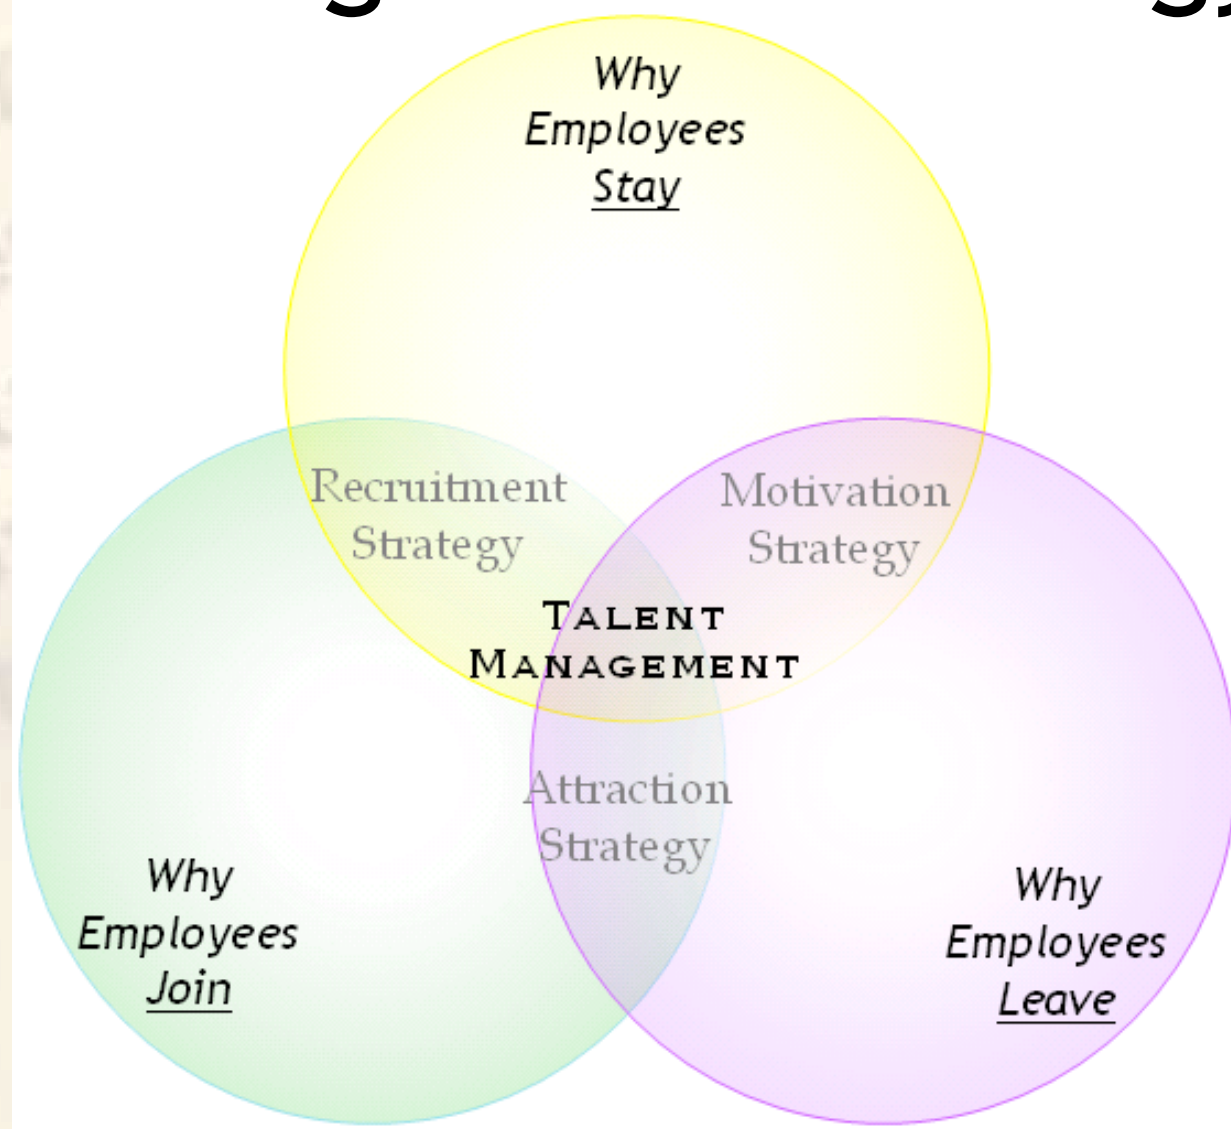 Why
Employees
Stay
Recruitment
Strategy
Motivation
Strategy
TALENT
MANAGEMENT
Attraction
Strategy
Why
Employees
Join
Why
Employees
Leave